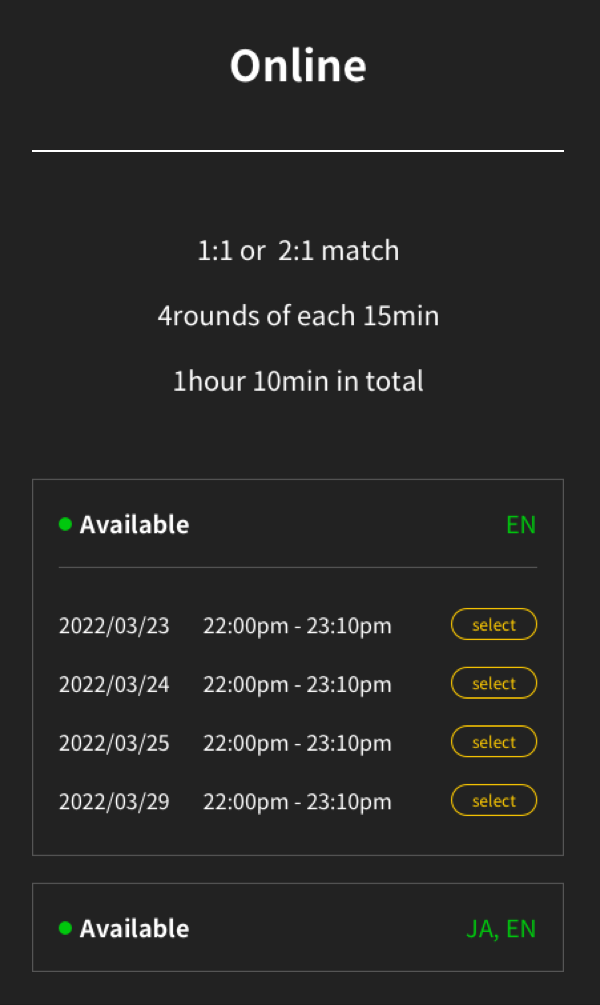 Online
1:1 or  2:1 match
4rounds of each 15min
1hour 10min in total
Available EN
2022/03/23 22:00pm - 23:10pm select
2022/03/24 22:00pm - 23:10pm select
2022/03/25 22:00pm - 23:10pm select
2022/03/29 22:00pm - 23:10pm select
Available JA, EN